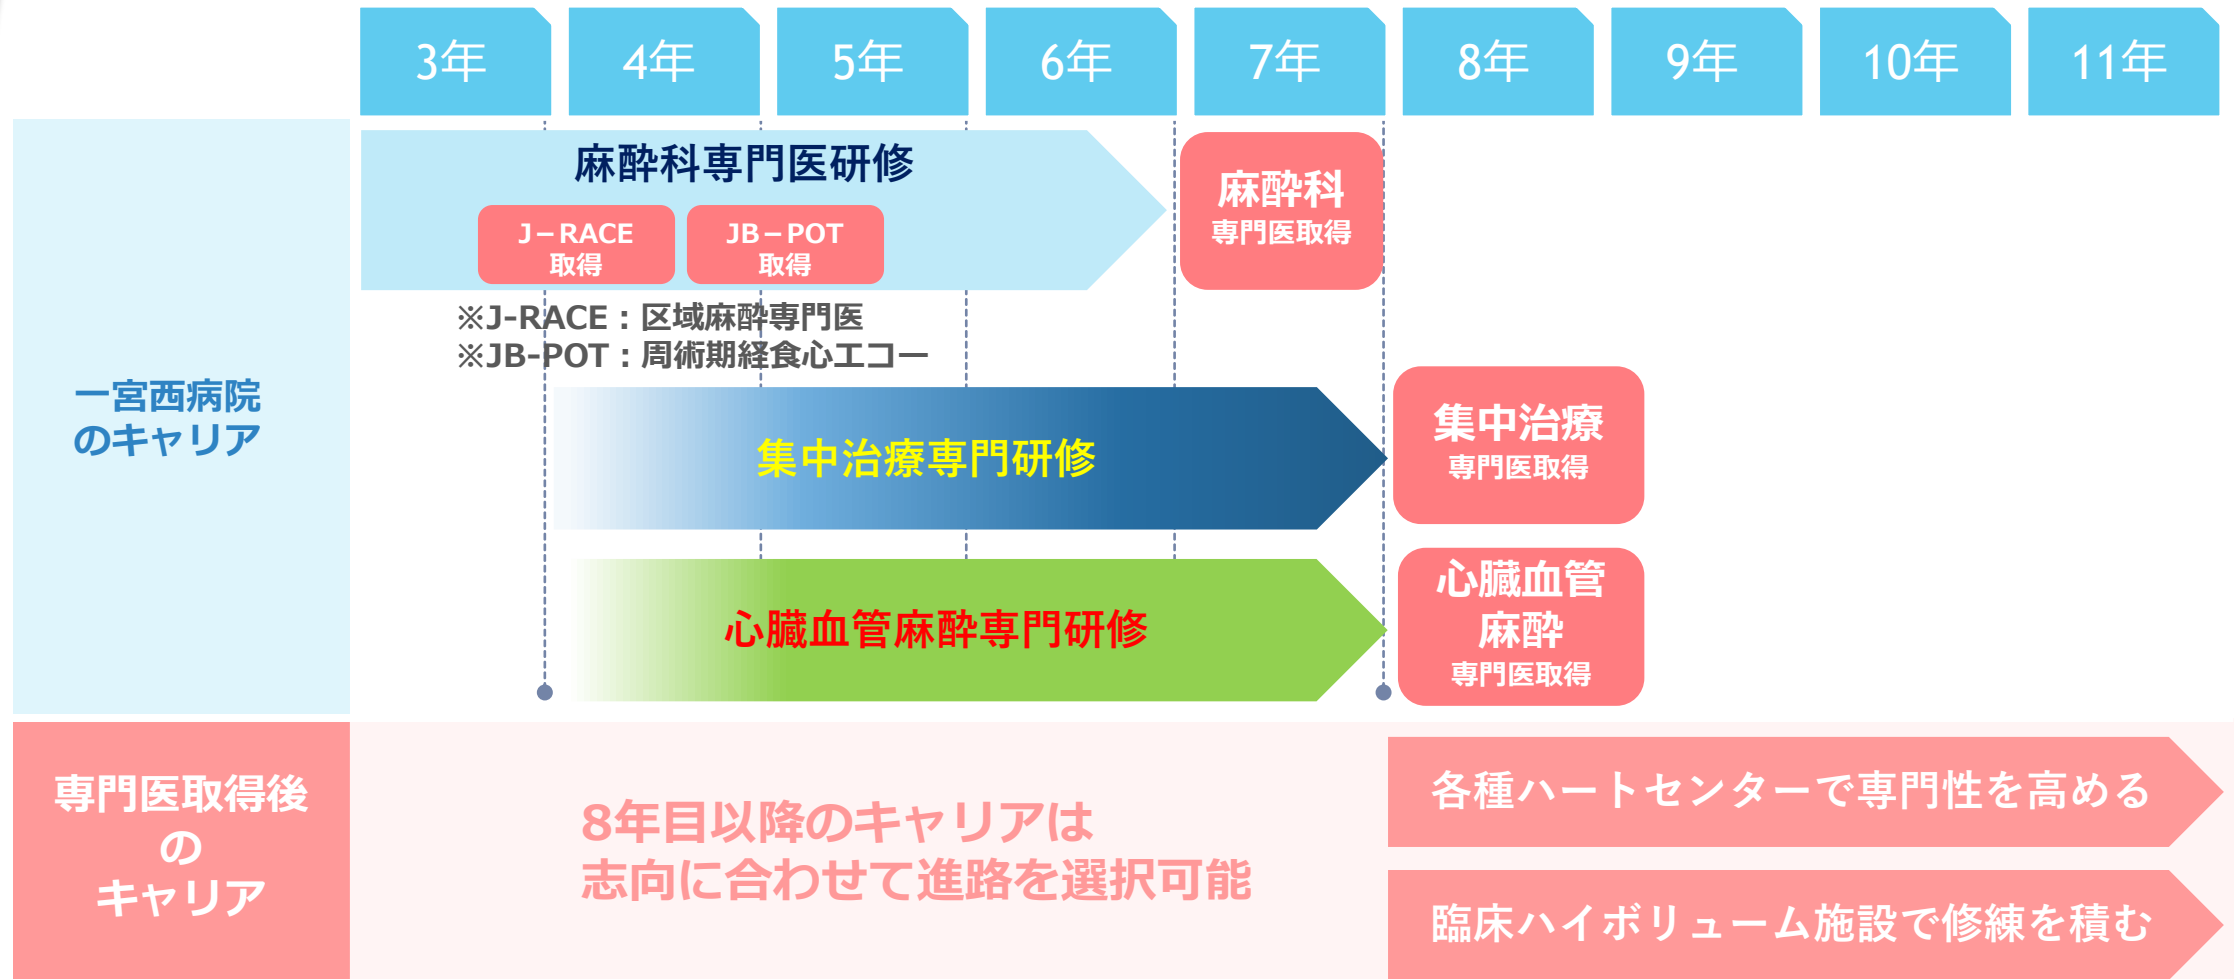 3年
4年
5年
6年
7年
8年
9年
10年
11年
一宮西病院
のキャリア
麻酔科専門医研修
J－RACE
取得
JB－POT
取得
麻酔科
専門医取得
※J-RACE：区域麻酔専門医
※JB-POT：周術期経食心エコー
集中治療専門研修
集中治療
専門医取得
心臓血管麻酔専門研修
心臓血管
麻酔
専門医取得
専門医取得後
の
キャリア
8年目以降のキャリアは
志向に合わせて進路を選択可能
各種ハートセンターで専門性を高める
臨床ハイボリューム施設で修練を積む